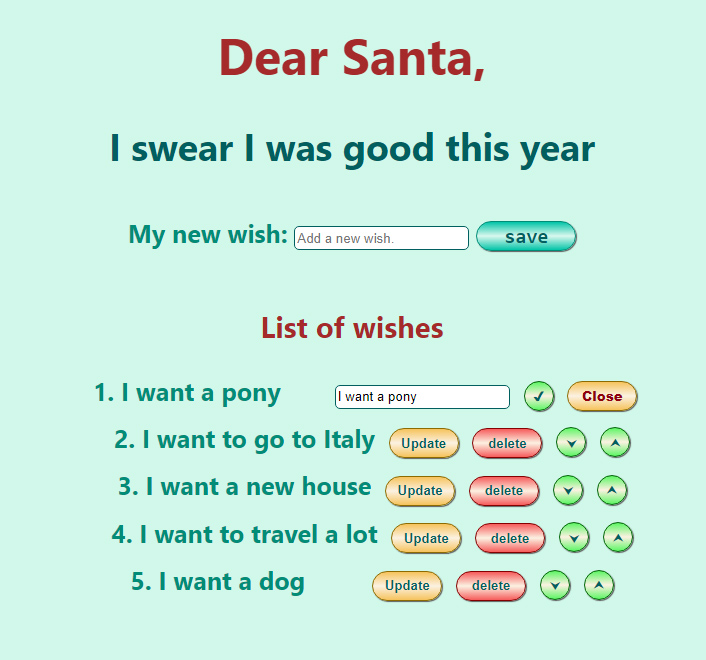 Dear Santa,
I swear I was good this year
My new wish: Add a new wish. save
List of wishes
1. I want a pony I want a pony ✓ Close
2. I want to go to Italy Update delete
3. I want a new house Update delete
4. I want to travel a lot Update delete
5. I want a dog Update delete